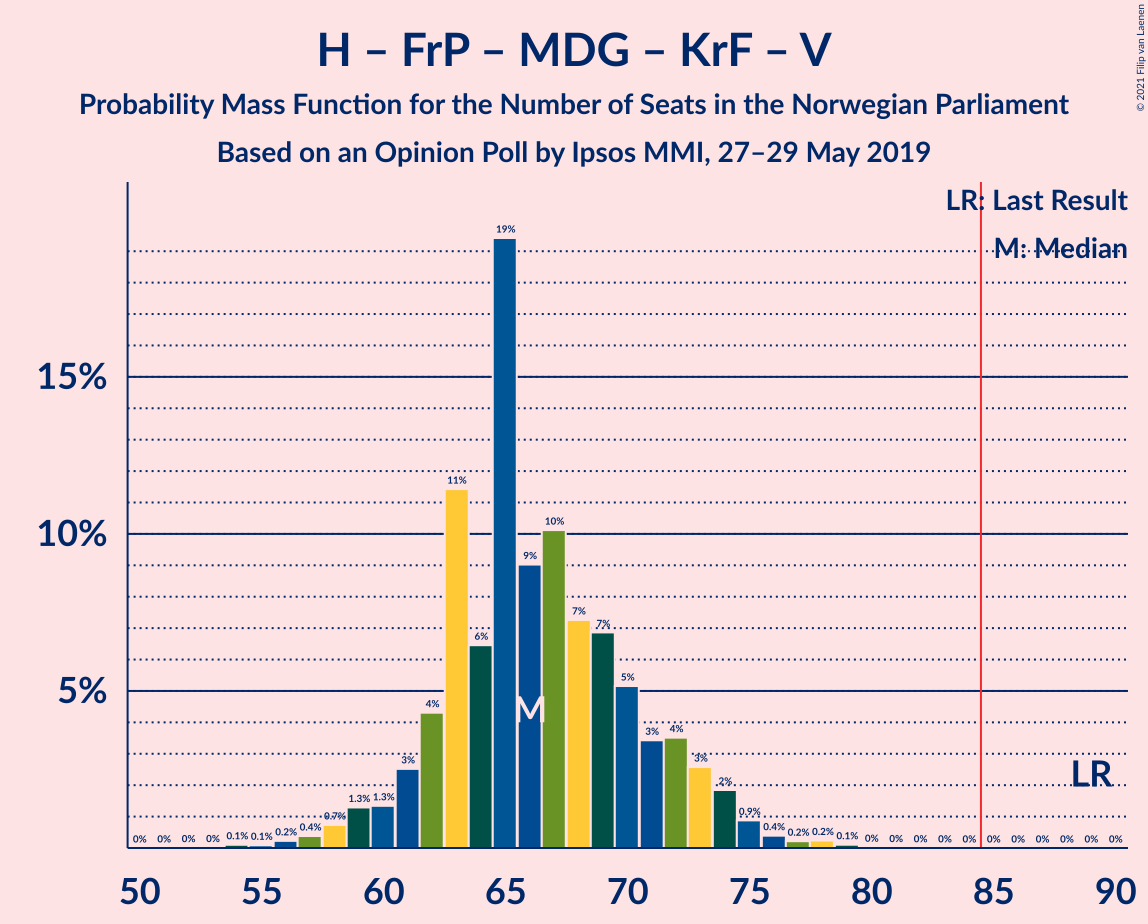 H – FrP – MDG – KrF – V
Probability Mass Function for the Number of Seats in the Norwegian Parliament
Based on an Opinion Poll by Ipsos MMI, 27–29 May 2019
© 2021 Filip van Laenen
LR: Last Result
M: Median
15%
10%
5%
0% 0% 0% 0% 0.1% 0.1% 0.2% 0.4% 0.7% 1.3% 1.3% 3% 4% 11% 6% 19% 9% 10% 7% 7% 5% 3% 4% 3% 2% 0.9% 0.4% 0.2% 0.2% 0.1% 0% 0% 0% 0% 0% 0% 0% 0% 0% 0% 0%
M
LR
50 55 60 65 70 75 80 85 90